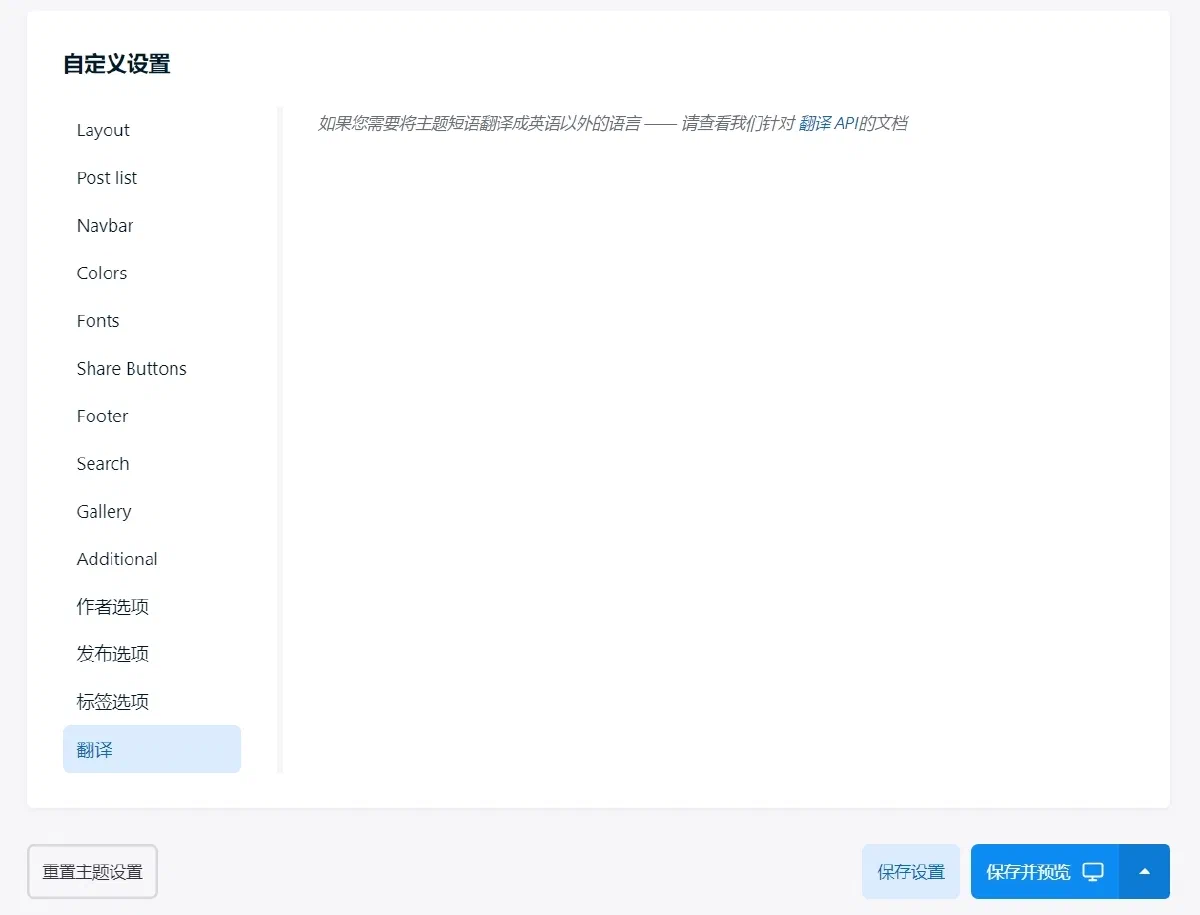 自定义设置
Layout
如果您需要将主题短语翻译成英语以外的语言 —— 请查看我们针对 翻译 API的文档
Post list
Navbar
Colors
Fonts
Share Buttons
Footer
Search
Gallery
Additional
作者选项
发布选项
标签选项
翻译
重置主题设置
保存设置
保存并预览